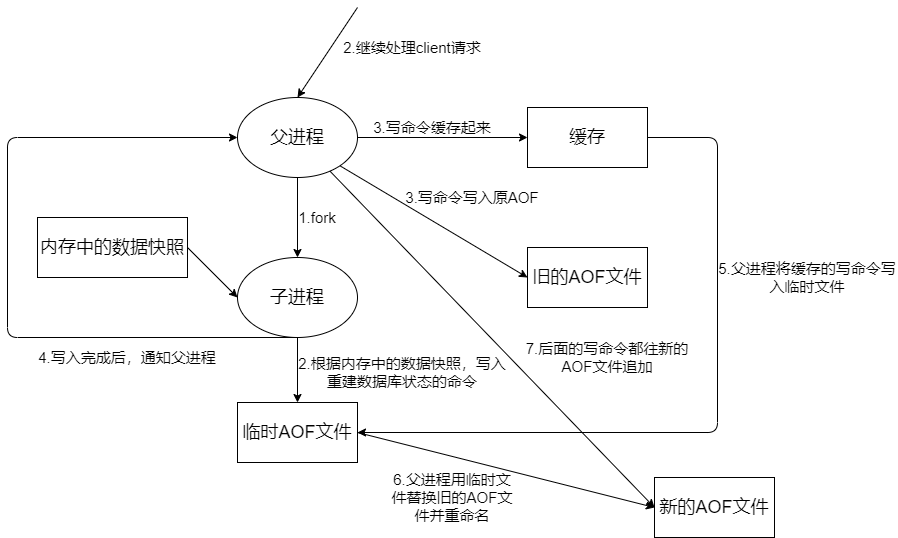 2.继续处理client请求
父进程
3.写命令缓存起来
缓存
3.写命令写入原AOF
1.fork
内存中的数据快照
旧的AOF文件
5.父进程将缓存的写命令写
入临时文件
子进程
4.写入完成后，通知父进程
2.根据内存中的数据快照，写入
重建数据库状态的命令
7.后面的写命令都往新的
AOF文件追加
临时AOF文件
6.父进程用临时文
件替换旧的AOF文
件并重命名
新的AOF文件